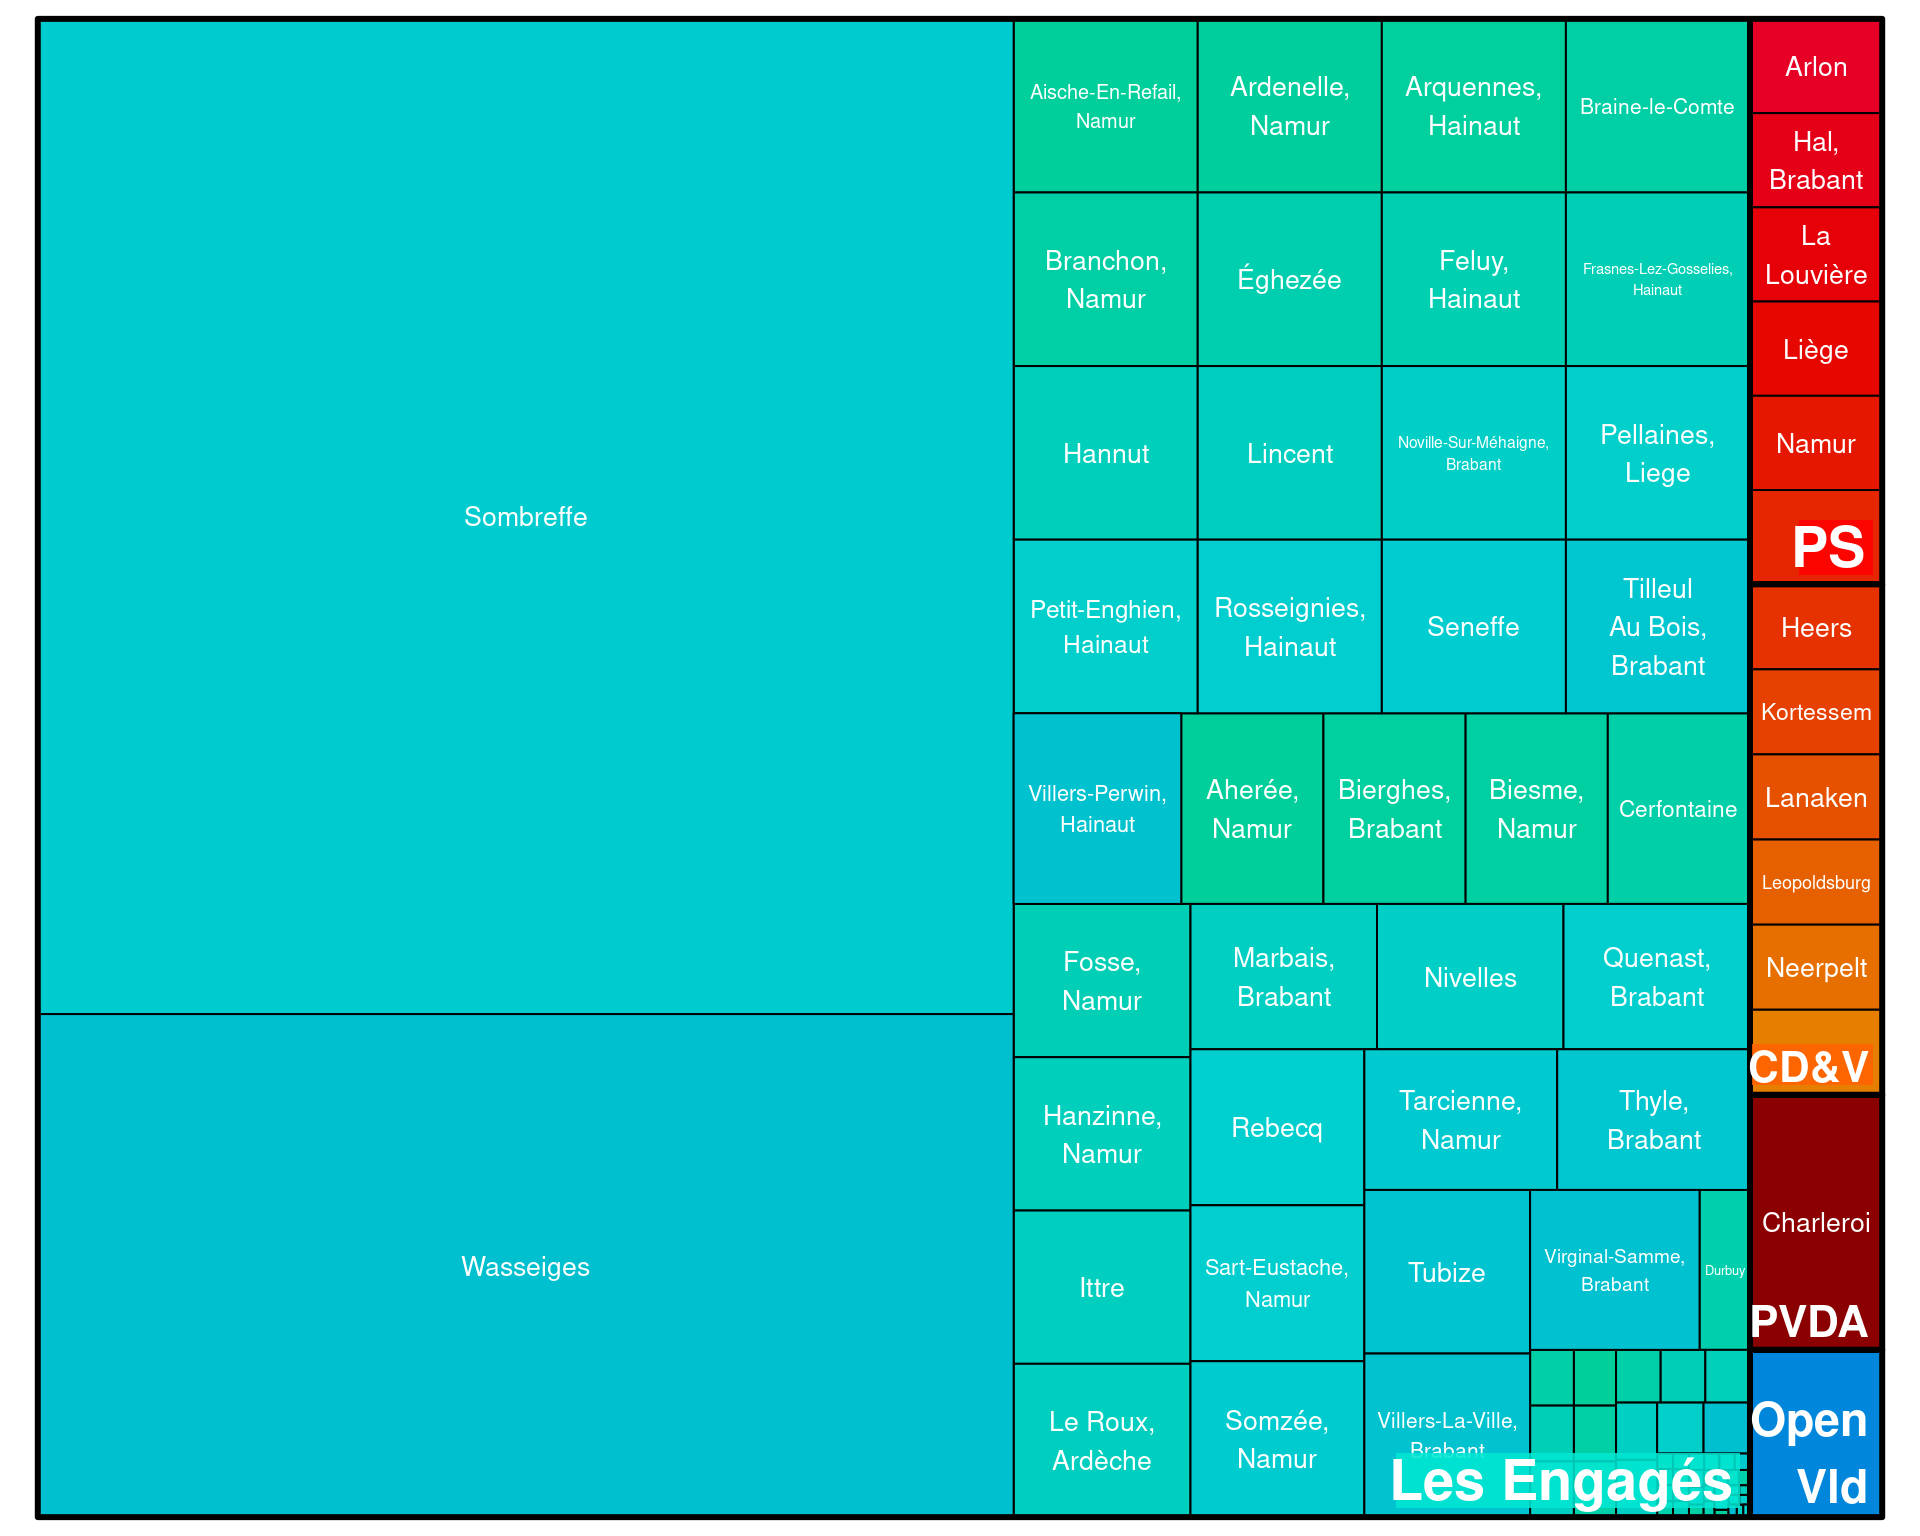 Sombreffe
Wasseiges
Aische-En-Refail,
Namur
Ardenelle,
Namur
Arquennes,
Hainaut
Braine-le-Comte
Branchon,
Namur
Éghezée
Feluy,
Hainaut
Frasnes-Lez-Gosselies,
Hainaut
Hannut
Lincent
Noville-Sur-Méhaigne,
Brabant
Pellaines,
Liege
Petit-Enghien,
Hainaut
Rosseignies,
Hainaut
Seneffe
Tilleul
Au Bois,
Brabant
Villers-Perwin,
Hainaut
Aherée,
Namur
Bierghes,
Brabant
Biesme,
Namur
Cerfontaine
Fosse,
Namur
Marbais,
Brabant
Nivelles
Quenast,
Brabant
Hanzinne,
Namur
Rebecq
Tarcienne,
Namur
Thyle,
Brabant
Ittre
Sart-Eustache,
Namur
Tubize
Virginal-Samme,
Brabant
Durbuy
Le Roux,
Ardèche
Somzée,
Namur
Villers-La-Ville,
Brabant
Les Engagés
Arlon
Hal,
Brabant
La
Louvière
Liège
Namur
PS
Heers
Kortessem
Lanaken
Leopoldsburg
Neerpelt
CD&V
Charleroi
PVDA
Open
Vld